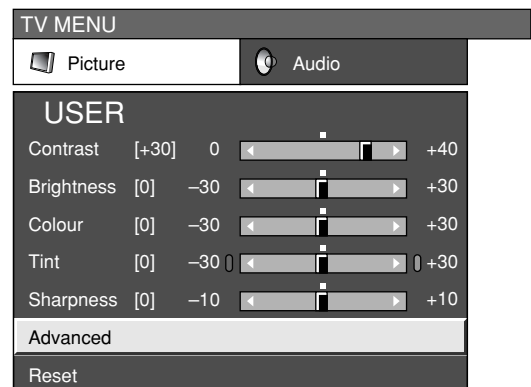 TV MENU
Picture Audio
USER
Contrast [+30] 0 +40
Brightness [0] –30 +30
Colour [0] –30 +30
Tint [0] –30 +30
Sharpness [0] –10 +10
Advanced
Reset